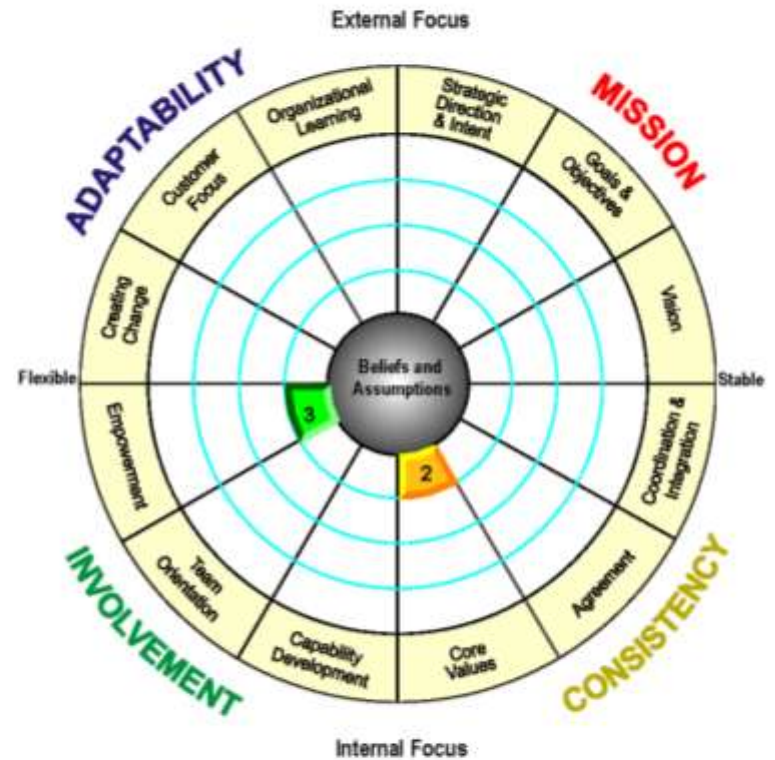 External Focus
ADAPTABILITY
MISSION
Organizational
Learning
Strategic
Direction
& Intent
Customer
Focus
Goals &
Objectives
Creating
Change
Vision
Flexible
Beliefs and
Assumptions
Stable
3
2
Empowerment
Coordination &
Integration
Team
Orientation
Agreement
Capability
Development
Core
Values
INVOLVEMENT
CONSISTENCY
Internal Focus